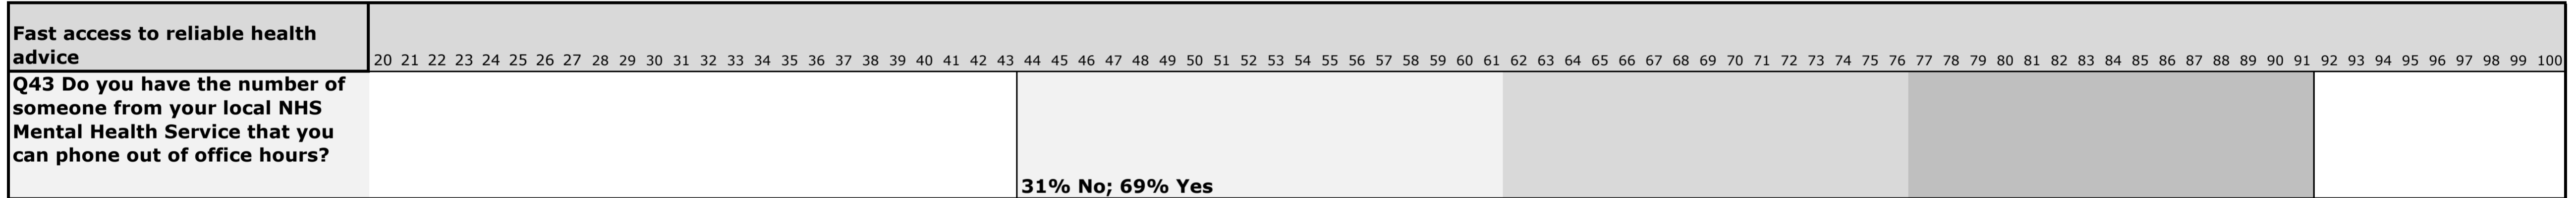 Fast access to reliable health
advice
20 21 22 23 24 25 26 27 28 29 30 31 32 33 34 35 36 37 38 39 40 41 42 43 44 45 46 47 48 49 50 51 52 53 54 55 56 57 58 59 60 61 62 63 64 65 66 67 68 69 70 71 72 73 74 75 76 77 78 79 80 81 82 83 84 85 86 87 88 89 90 91 92 93 94 95 96 97 98 99 100
Q43 Do you have the number of
someone from your local NHS
Mental Health Service that you
can phone out of office hours?
31% No; 69% Yes